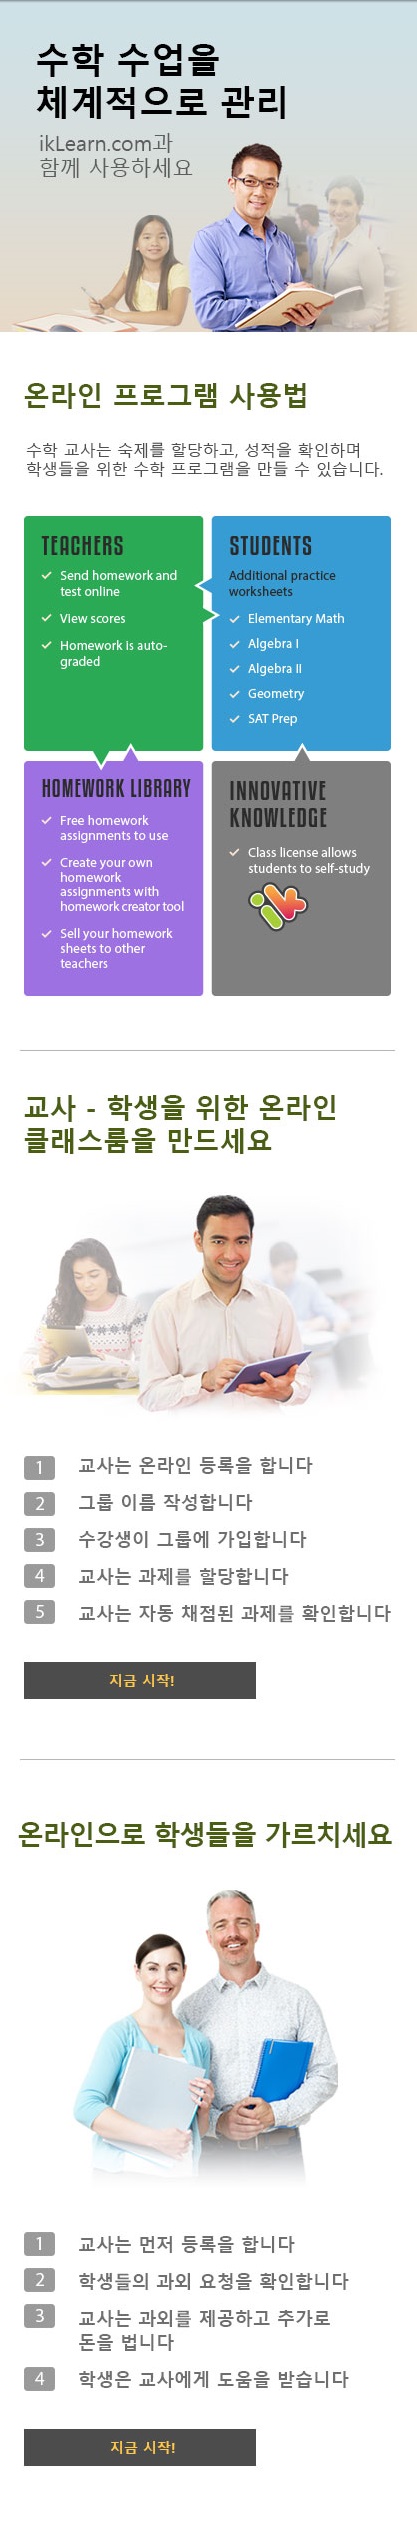 수학 수업을
체계적으로 관리
ikLearn.com과
함께 사용하세요
온라인 프로그램 사용법
수학 교사는 숙제를 할당하고, 성적을 확인하며
학생들을 위한 수학 프로그램을 만들 수 있습니다.
TEACHERS
Send homework and
test online
View scores
Homework is auto-
graded
STUDENTS
Additional practice
worksheets
Elementary Math
Algebra I
Algebra II
Geometry
SAT Prep
HOMEWORK LIBRARY
Free homework
assignments to use
Create your own
homework
assignments with
homework creator tool
Sell your homework
sheets to other
teachers
INNOVATIVE
KNOWLEDGE
Class license allows
students to self-study
교사 - 학생을 위한 온라인
클래스룸을 만드세요
1 교사는 온라인 등록을 합니다
2 그룹 이름 작성합니다
3 수강생이 그룹에 가입합니다
4 교사는 과제를 할당합니다
5 교사는 자동 채점된 과제를 확인합니다
지금 시작!
온라인으로 학생들을 가르치세요
1 교사는 먼저 등록을 합니다
2 학생들의 과외 요청을 확인합니다
3 교사는 과외를 제공하고 추가로
돈을 법니다
4 학생은 교사에게 도움을 받습니다
지금 시작!